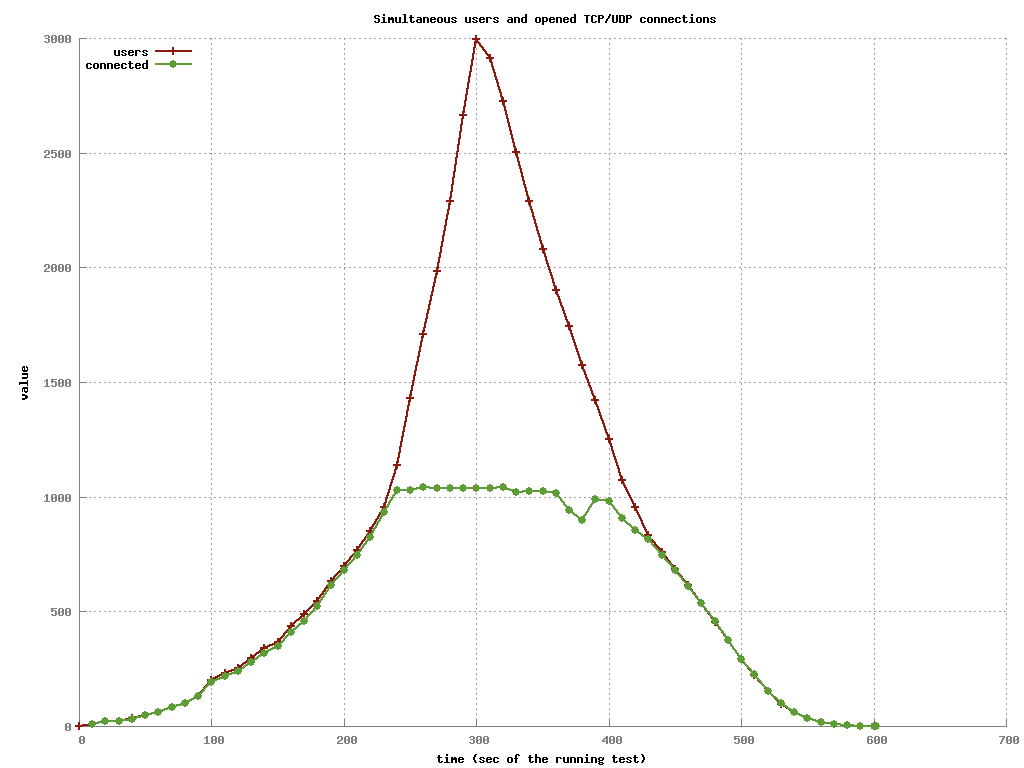 Simultaneous users and opened TCP/UDP connections
users
connected
3000
2500
2000
1500
1000
500
0
value
0 100 200 300 400 500 600 700
time (sec of the running test)